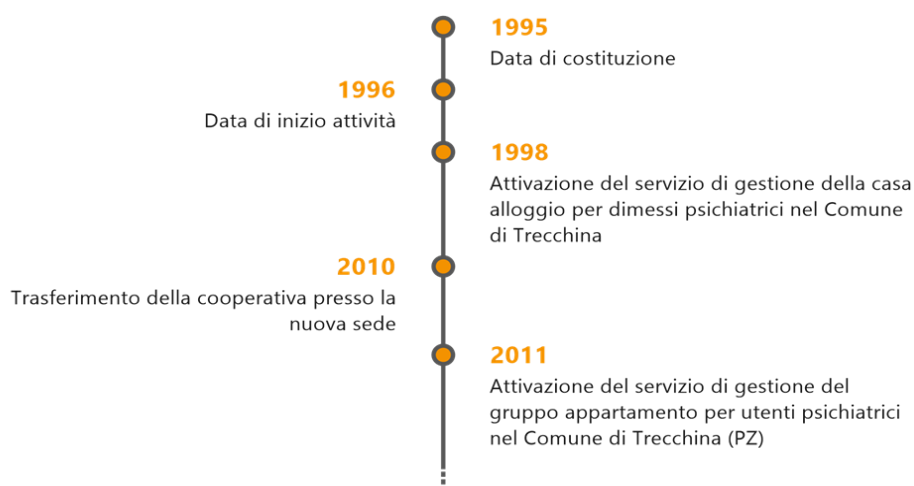 1995
Data di costituzione
1996
Data di inizio attività
1998
Attivazione del servizio di gestione della casa
alloggio per dimessi psichiatrici nel Comune
di Trecchina
2010
Trasferimento della cooperativa presso la
nuova sede
2011
Attivazione del servizio di gestione del
gruppo appartamento per utenti psichiatrici
nel Comune di Trecchina (PZ)